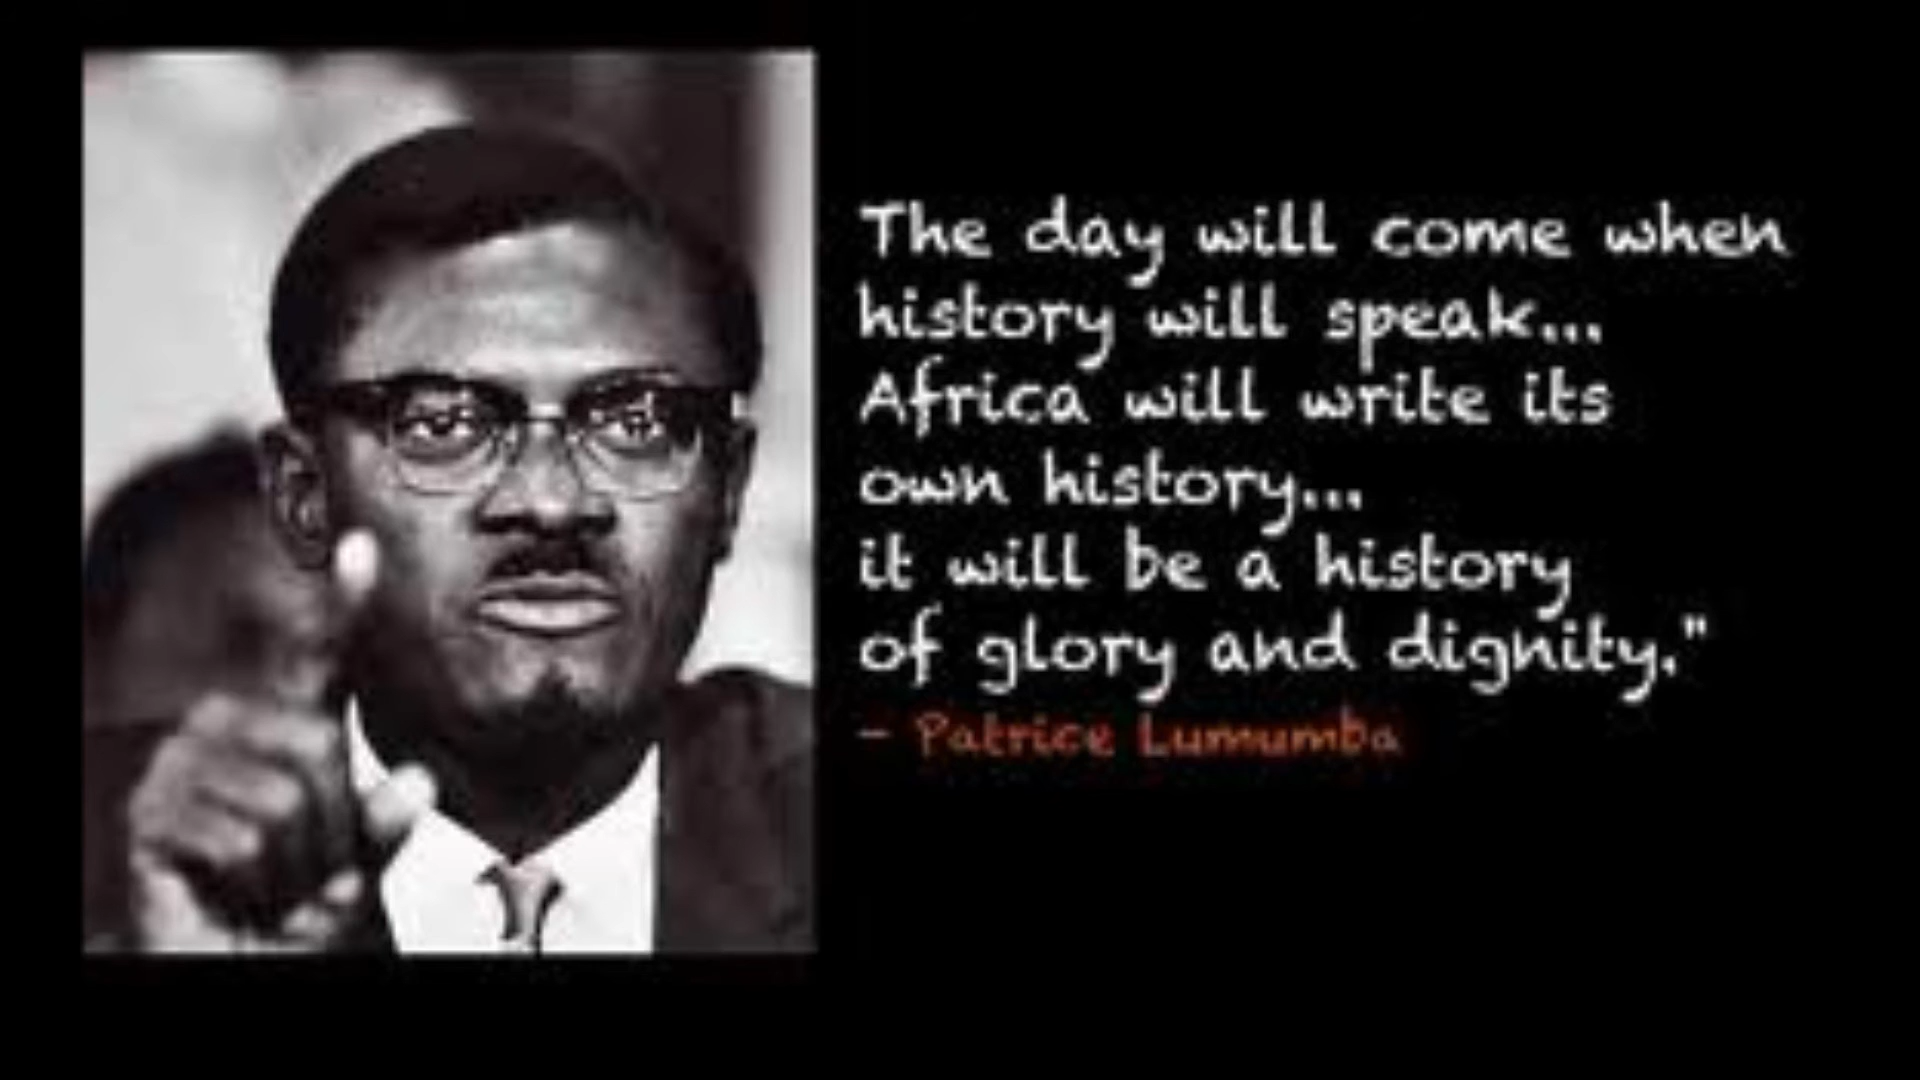 The day will come when
history will speak...
Africa will write its
own history...
it will be a history
of glory and dignity."
- Patrice Lumumba